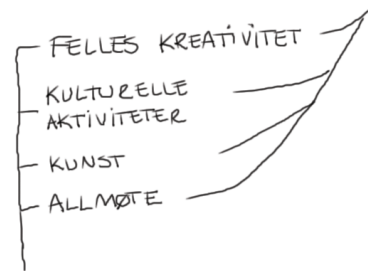 FELLES KREATIVITET
KULTURELLE
AKTIVITETER
KUNST
ALLMØTE